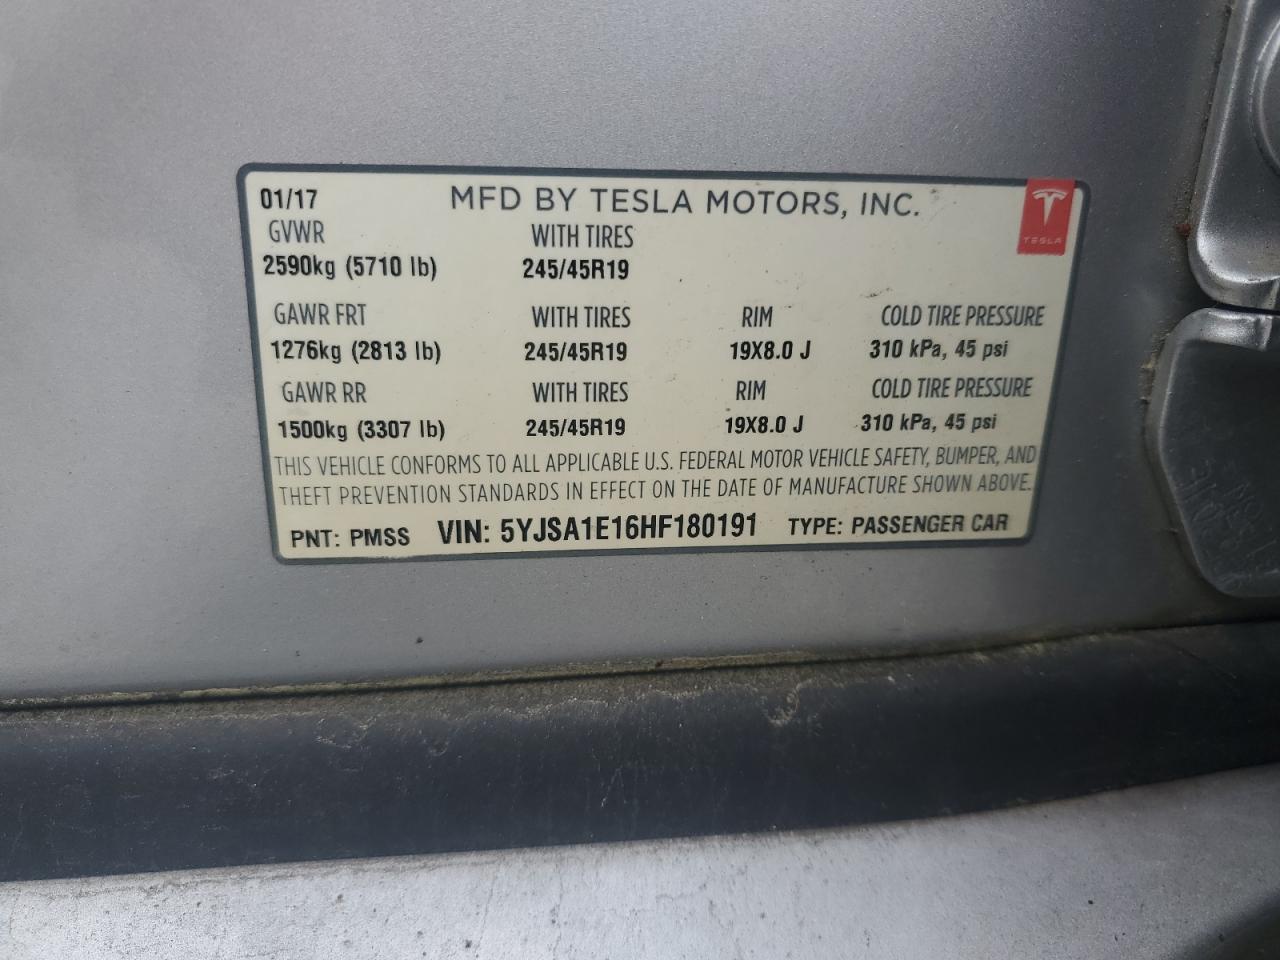 01/17 MFD BY TESLA MOTORS, INC.
TESLA
GVWR WITH TIRES
2590kg (5710 lb) 245/45R19
GAWR FRT WITH TIRES RIM COLD TIRE PRESSURE
1276kg (2813 lb) 245/45R19 19X8.0 J 310 kPa, 45 psi
GAWR RR WITH TIRES RIM COLD TIRE PRESSURE
1500kg (3307 lb) 245/45R19 19X8.0 J 310 kPa, 45 psi
THIS VEHICLE CONFORMS TO ALL APPLICABLE U.S. FEDERAL MOTOR VEHICLE SAFETY, BUMPER, AND
THEFT PREVENTION STANDARDS IN EFFECT ON THE DATE OF MANUFACTURE SHOWN ABOVE.
PNT: PMSS VIN: 5YJSA1E16HF180191 TYPE: PASSENGER CAR